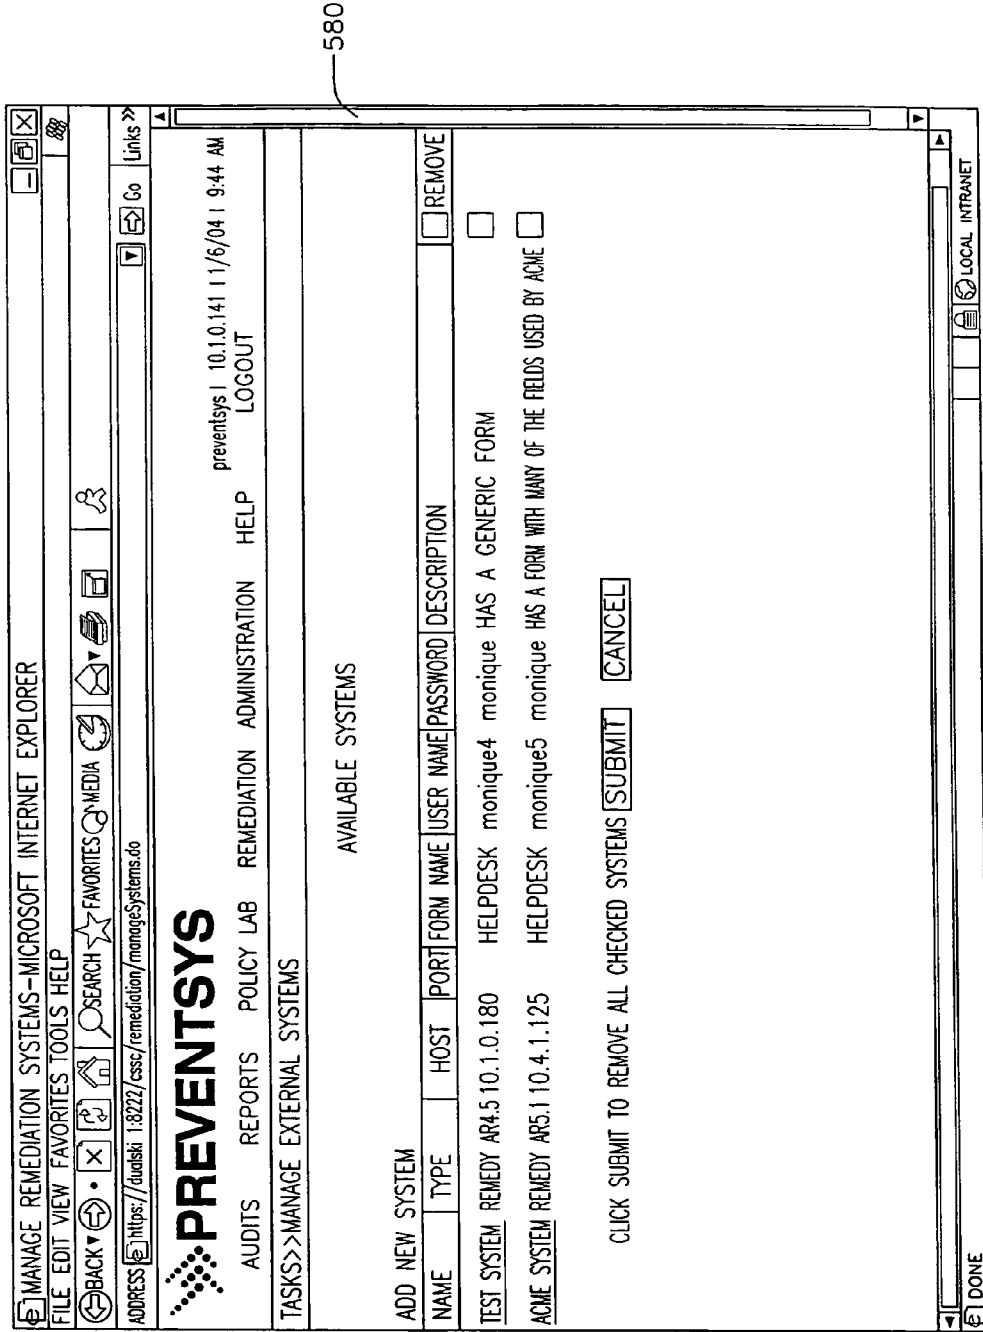 580
MANAGE REMEDIATION SYSTEMS-MICROSOFT INTERNET EXPLORER
FILE EDIT VIEW FAVORITES TOOLS HELP
BACK SEARCH FAVORITES MEDIA
ADDRESS https://dualski 1:8222/cssc/remediation/manageSystems.do Go Links >>
PREVENTSYS
preventsys | 10.1.0.141 | 1/6/04 | 9:44 AM
AUDITS REPORTS POLICY LAB REMEDIATION ADMINISTRATION HELP LOGOUT
TASKS>>MANAGE EXTERNAL SYSTEMS
AVAILABLE SYSTEMS
ADD NEW SYSTEM
NAME TYPE HOST PORT FORM NAME USER NAME PASSWORD DESCRIPTION REMOVE
TEST SYSTEM REMEDY AR4.5 10.1.0.180 HELPDESK monique4 monique HAS A GENERIC FORM
ACME SYSTEM REMEDY AR5.1 10.4.1.125 HELPDESK monique5 monique HAS A FORM WITH MANY OF THE FIELDS USED BY ACME
CLICK SUBMIT TO REMOVE ALL CHECKED SYSTEMS SUBMIT CANCEL
DONE LOCAL INTRANET